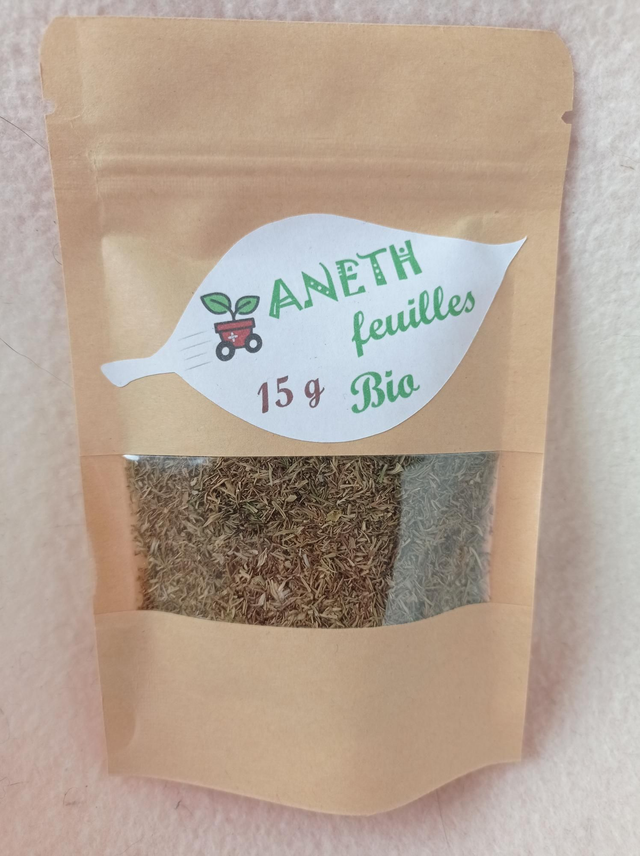 ANETH
feuilles
15 g Bio